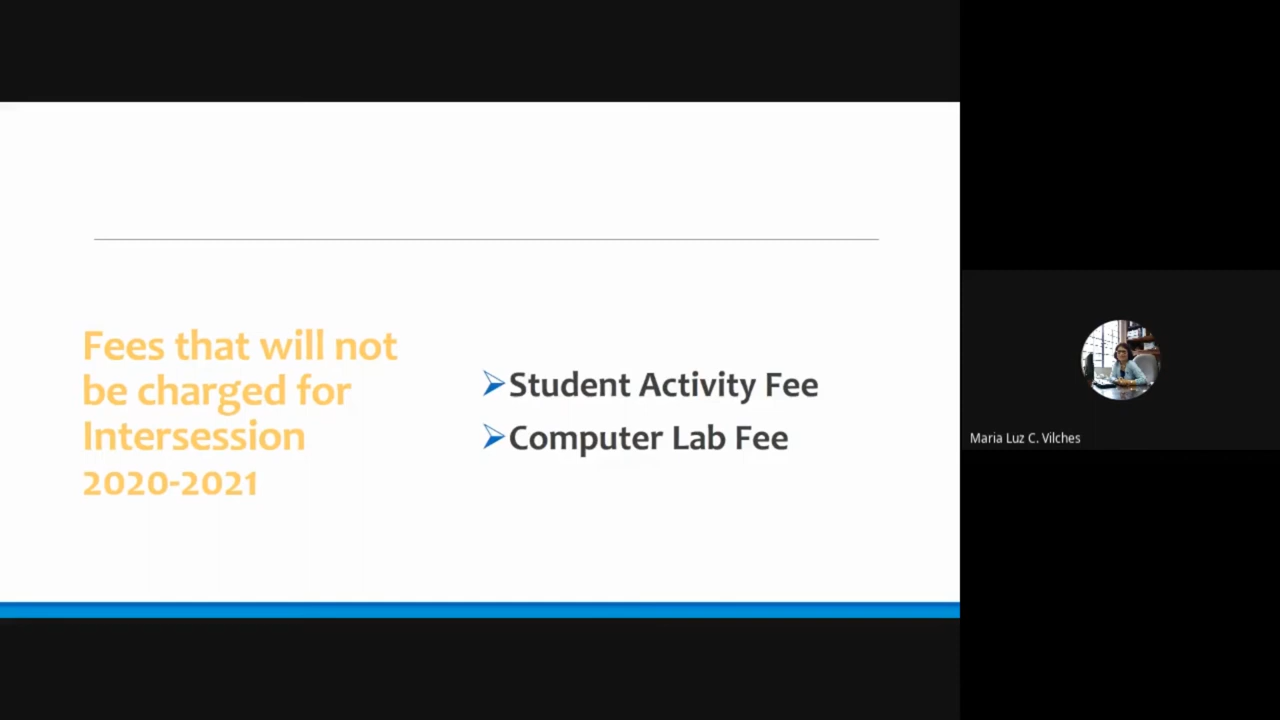 Fees that will not
be charged for
Intersession
2020-2021
➢Student Activity Fee
➢Computer Lab Fee
Maria Luz C. Vilches